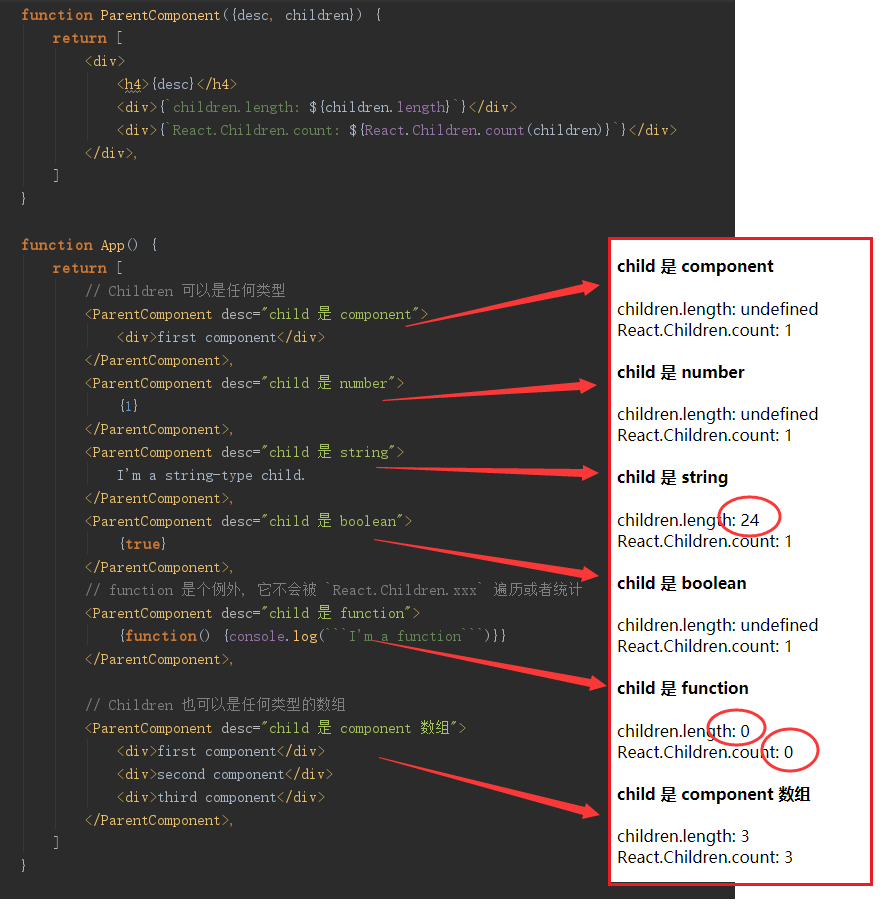 function ParentComponent({desc, children}) {
    return [
        <div>
            <h4>{desc}</h4>
            <div>{`children.length: ${children.length}`}</div>
            <div>{`React.Children.count: ${React.Children.count(children)}`}</div>
        </div>,
    ]
}
function App() {
    return [
        // Children 可以是任何类型
        <ParentComponent desc="child 是 component">
            <div>first component</div>
        </ParentComponent>,
        <ParentComponent desc="child 是 number">
            {1}
        </ParentComponent>,
        <ParentComponent desc="child 是 string">
            I'm a string-type child.
        </ParentComponent>,
        <ParentComponent desc="child 是 boolean">
            {true}
        </ParentComponent>,
        // function 是个例外, 它不会被 `React.Children.xxx` 遍历或者统计
        <ParentComponent desc="child 是 function">
            {function() {console.log(```I'm a function```)}}
        </ParentComponent>,
        // Children 也可以是任何类型的数组
        <ParentComponent desc="child 是 component 数组">
            <div>first component</div>
            <div>second component</div>
            <div>third component</div>
        </ParentComponent>,
    ]
}
child 是 component
children.length: undefined
React.Children.count: 1
child 是 number
children.length: undefined
React.Children.count: 1
child 是 string
children.length: 24
React.Children.count: 1
child 是 boolean
children.length: undefined
React.Children.count: 1
child 是 function
children.length: 0
React.Children.count: 0
child 是 component 数组
children.length: 3
React.Children.count: 3